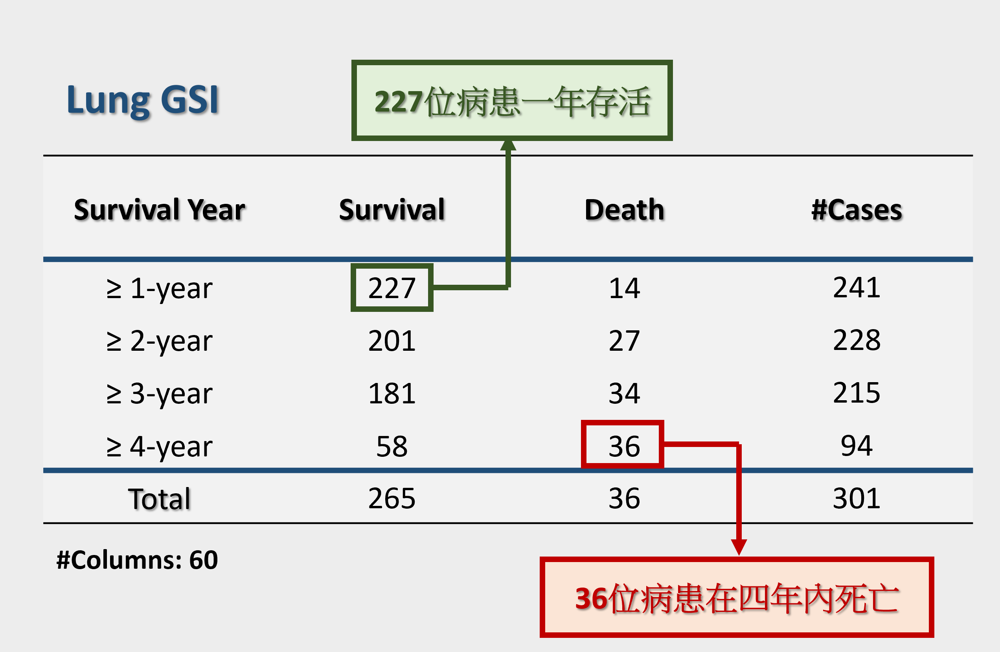 Lung GSI
227位病患一年存活
Survival Year Survival Death #Cases
≥ 1-year 227 14 241
≥ 2-year 201 27 228
≥ 3-year 181 34 215
≥ 4-year 58 36 94
Total 265 36 301
#Columns: 60
36位病患在四年內死亡